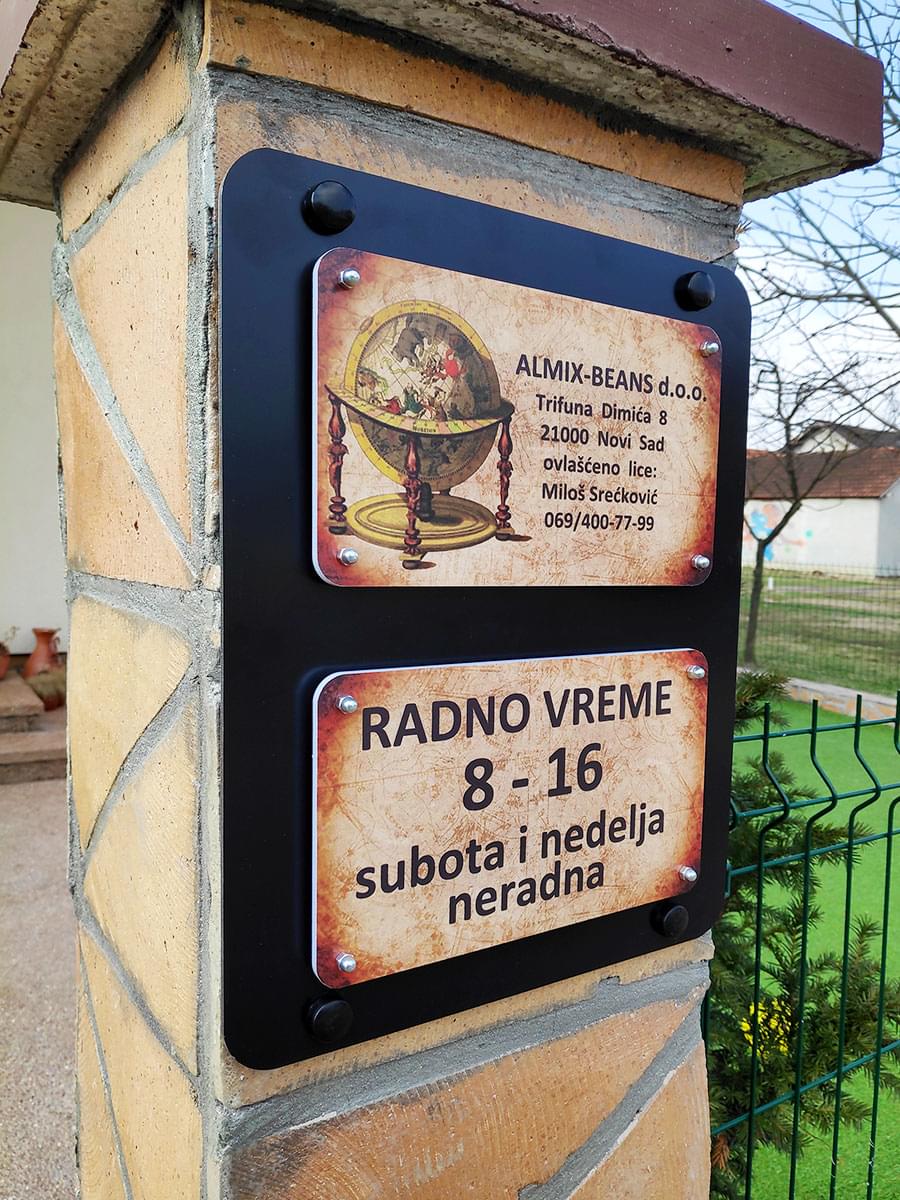 ALMIX-BEANS d.o.o.
Trifuna Dimića 8
21000 Novi Sad
ovlašćeno lice:
Miloš Srećković
069/400-77-99
RADNO VREME
8 - 16
subota i nedelja
neradna